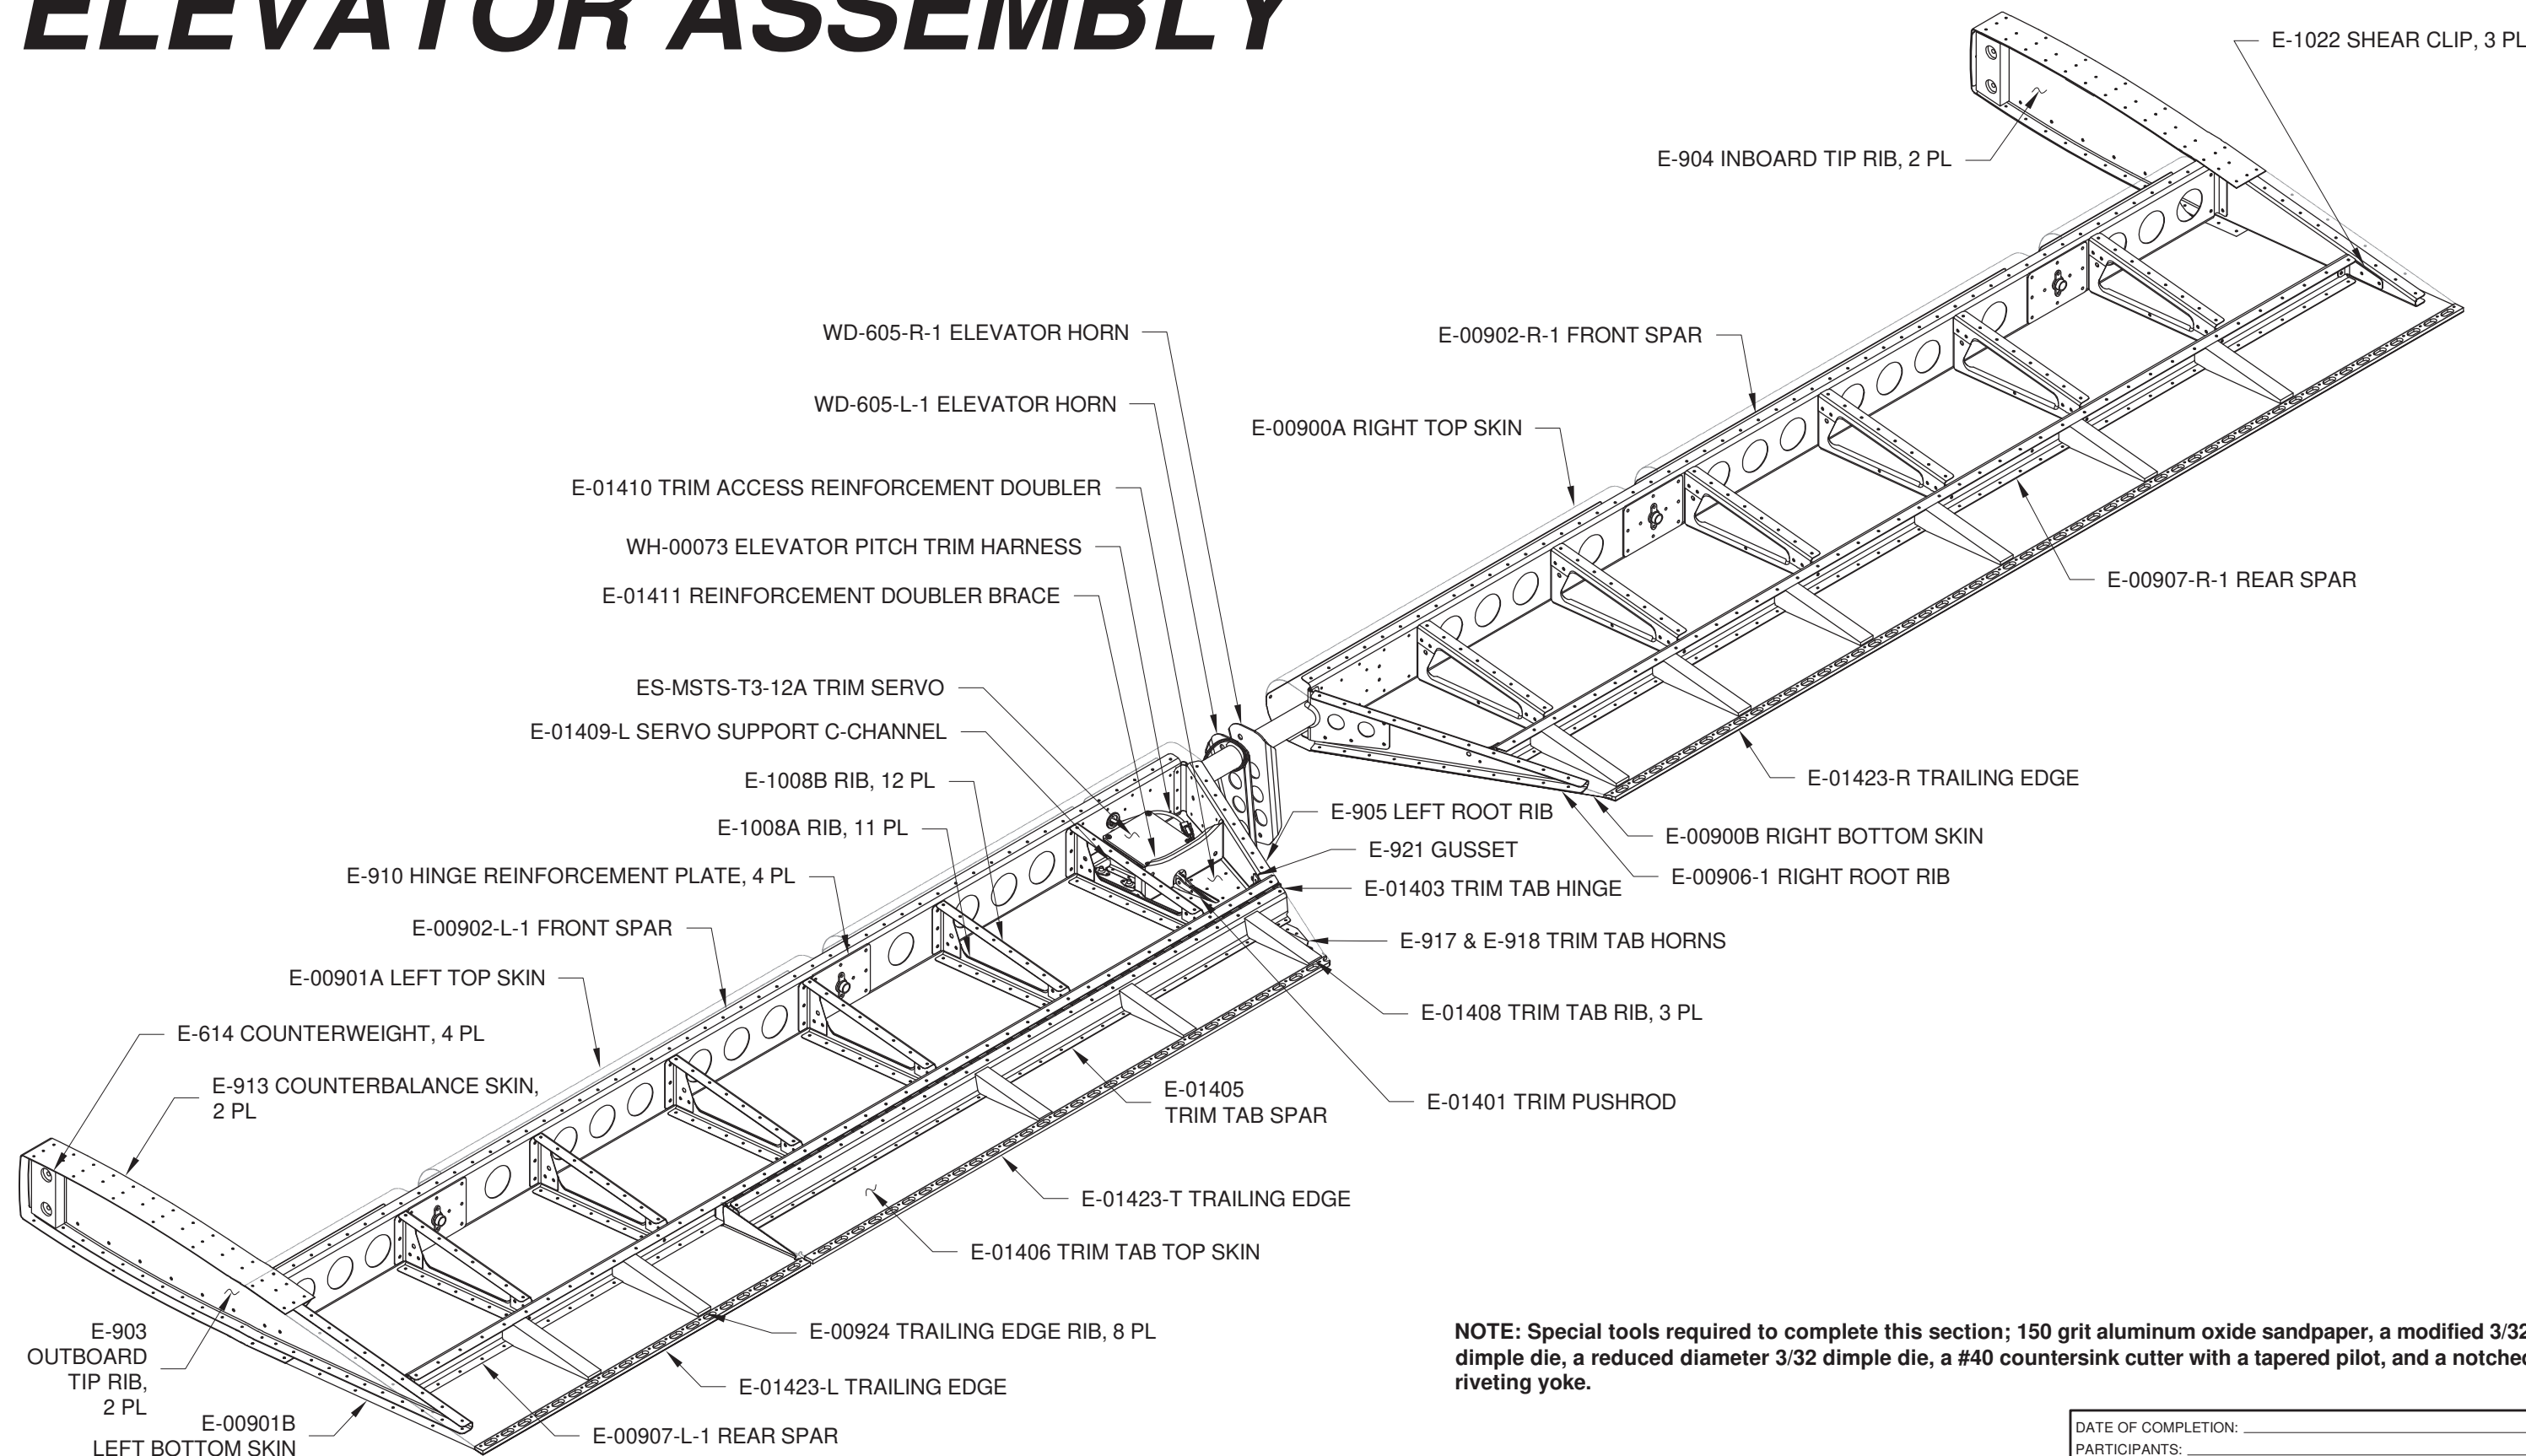 ELEVATOR ASSEMBLY
E-1022 SHEAR CLIP, 3 PL
E-904 INBOARD TIP RIB, 2 PL
WD-605-R-1 ELEVATOR HORN
E-00902-R-1 FRONT SPAR
WD-605-L-1 ELEVATOR HORN
E-00900A RIGHT TOP SKIN
E-01410 TRIM ACCESS REINFORCEMENT DOUBLER
WH-00073 ELEVATOR PITCH TRIM HARNESS
E-01411 REINFORCEMENT DOUBLER BRACE
E-00907-R-1 REAR SPAR
ES-MSTS-T3-12A TRIM SERVO
E-01409-L SERVO SUPPORT C-CHANNEL
E-1008B RIB, 12 PL
E-01423-R TRAILING EDGE
E-905 LEFT ROOT RIB
E-1008A RIB, 11 PL
E-00900B RIGHT BOTTOM SKIN
E-921 GUSSET
E-910 HINGE REINFORCEMENT PLATE, 4 PL
E-00906-1 RIGHT ROOT RIB
E-01403 TRIM TAB HINGE
E-00902-L-1 FRONT SPAR
E-917 & E-918 TRIM TAB HORNS
E-00901A LEFT TOP SKIN
E-01408 TRIM TAB RIB, 3 PL
E-614 COUNTERWEIGHT, 4 PL
E-913 COUNTERBALANCE SKIN,
2 PL
E-01405
TRIM TAB SPAR
E-01401 TRIM PUSHROD
E-01423-T TRAILING EDGE
E-01406 TRIM TAB TOP SKIN
E-903
OUTBOARD
TIP RIB,
2 PL
E-00924 TRAILING EDGE RIB, 8 PL
E-01423-L TRAILING EDGE
E-00901B
LEFT BOTTOM SKIN
E-00907-L-1 REAR SPAR
NOTE: Special tools required to complete this section; 150 grit aluminum oxide sandpaper, a modified 3/32
dimple die, a reduced diameter 3/32 dimple die, a #40 countersink cutter with a tapered pilot, and a notched
riveting yoke.
DATE OF COMPLETION:
PARTICIPANTS: